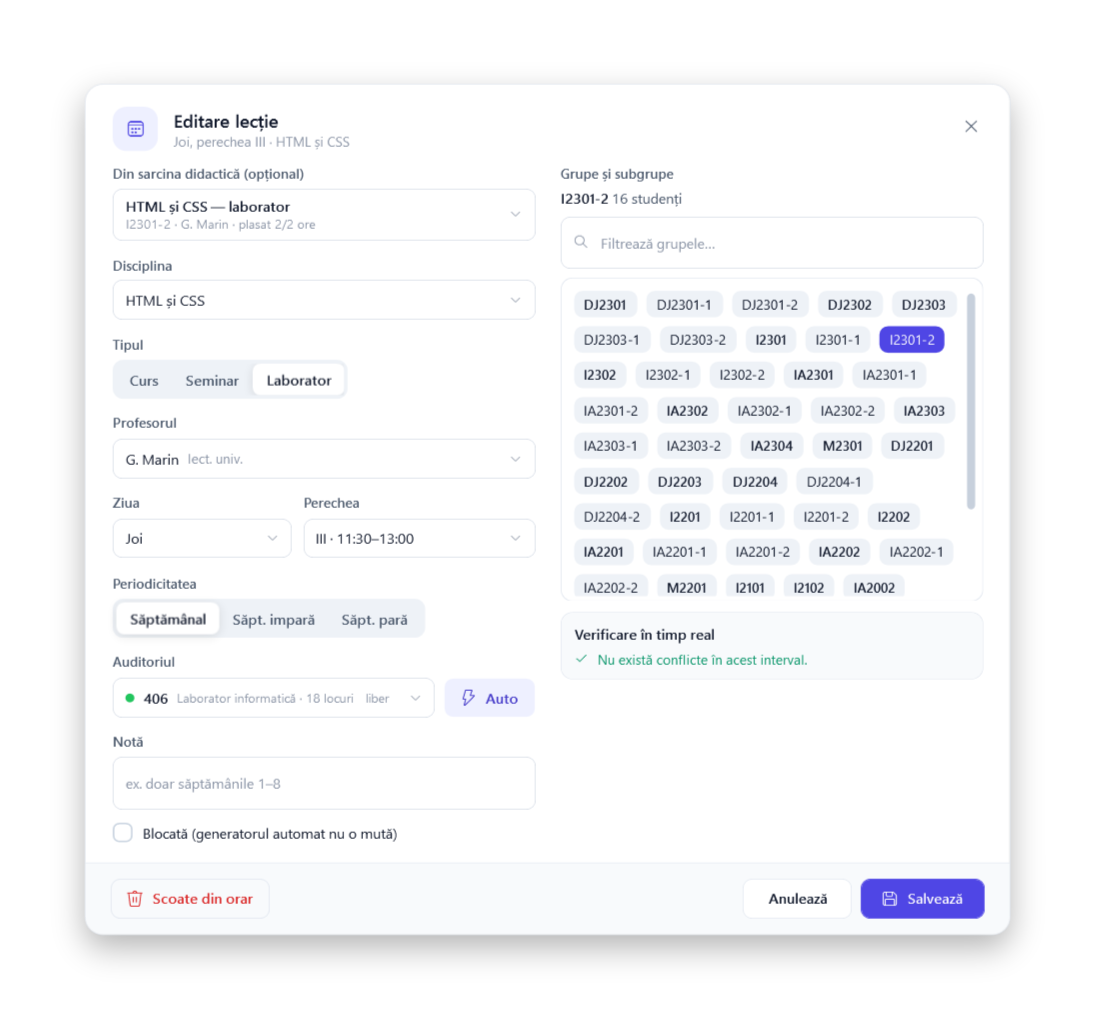 Editare lecție
Joi, perechea III · HTML și CSS
Din sarcina didactică (opțional)
HTML și CSS — laborator
I2301-2 · G. Marin · plasat 2/2 ore
Disciplina
HTML și CSS
Tipul
Curs Seminar Laborator
Profesorul
G. Marin lect. univ.
Ziua Perechea
Joi III · 11:30–13:00
Periodicitatea
Săptămânal Săpt. impară Săpt. pară
Auditoriul
406 Laborator informatică · 18 locuri liber Auto
Notă
ex. doar săptămânile 1–8
Blocată (generatorul automat nu o mută)
Grupe și subgrupe
I2301-2 16 studenți
Filtrează grupele...
DJ2301 DJ2301-1 DJ2301-2 DJ2302 DJ2303
DJ2303-1 DJ2303-2 I2301 I2301-1 I2301-2
I2302 I2302-1 I2302-2 IA2301 IA2301-1
IA2301-2 IA2302 IA2302-1 IA2302-2 IA2303
IA2303-1 IA2303-2 IA2304 M2301 DJ2201
DJ2202 DJ2203 DJ2204 DJ2204-1
DJ2204-2 I2201 I2201-1 I2201-2 I2202
IA2201 IA2201-1 IA2201-2 IA2202 IA2202-1
IA2202-2 M2201 I2101 I2102 IA2002
Verificare în timp real
Nu există conflicte în acest interval.
Scoate din orar Anulează Salvează